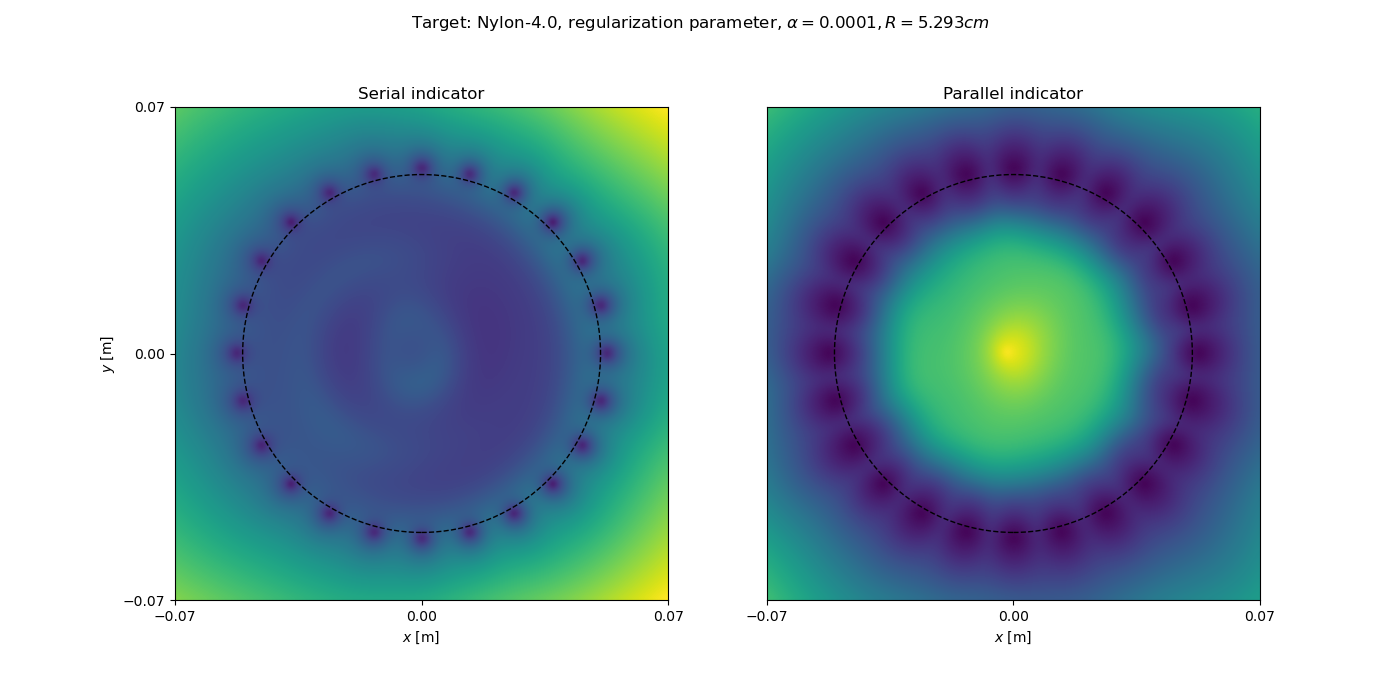 Target: Nylon-4.0, regularization parameter, α = 0.0001, R = 5.293cm
Serial indicator
Parallel indicator
0.07
0.00
−0.07
y [m]
−0.07
0.00
0.07
x [m]
−0.07
0.00
0.07
x [m]